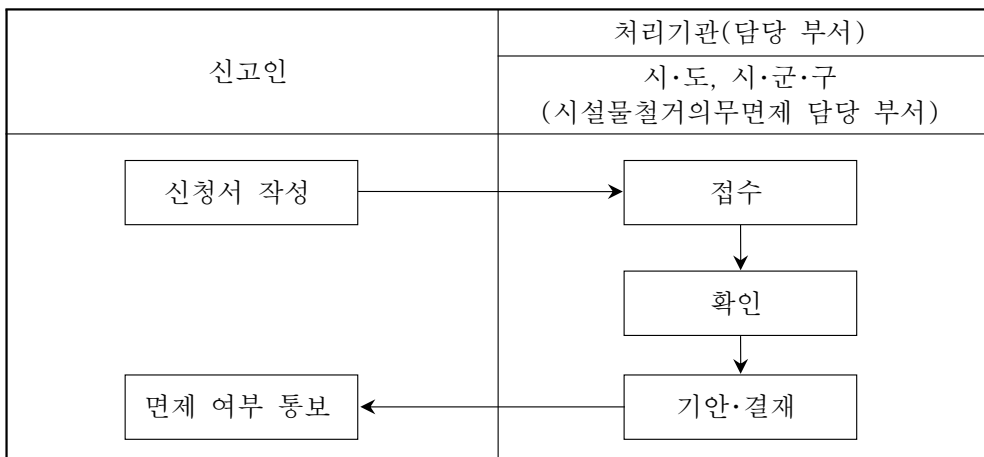 신고인
처리기관(담당 부서)
시·도, 시·군·구
(시설물철거의무면제 담당 부서)
신청서 작성
접수
확인
기안·결재
면제 여부 통보